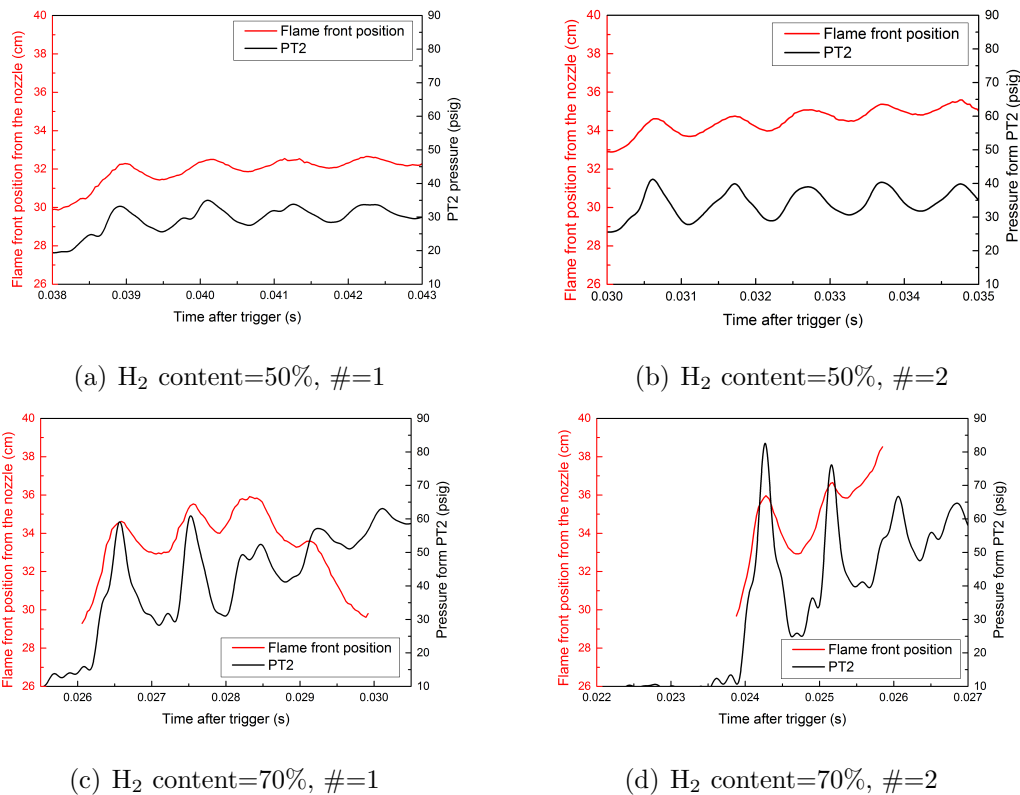 Flame front position
PT2
Flame front position from the nozzle (cm)
40
38
36
34
32
30
28
26
90
80
70
60
50
40
30
20
10
PT2 pressure (psig)
0.038 0.039 0.040 0.041 0.042 0.043
Time after trigger (s)
(a) H₂ content=50%, #=1
Flame front position
PT2
Flame front position from the nozzle (cm)
40
38
36
34
32
30
28
26
90
80
70
60
50
40
30
20
10
Pressure form PT2 (psig)
0.030 0.031 0.032 0.033 0.034 0.035
Time after trigger (s)
(b) H₂ content=50%, #=2
Flame front position from the nozzle (cm)
40
38
36
34
32
30
28
26
90
80
70
60
50
40
30
20
10
Pressure form PT2 (psig)
Flame front position
PT2
0.026 0.027 0.028 0.029 0.030
Time after trigger (s)
(c) H₂ content=70%, #=1
Flame front position from the nozzle (cm)
40
38
36
34
32
30
28
26
90
80
70
60
50
40
30
20
10
Pressure form PT2 (psig)
Flame front position
PT2
0.022 0.023 0.024 0.025 0.026 0.027
Time after trigger (s)
(d) H₂ content=70%, #=2